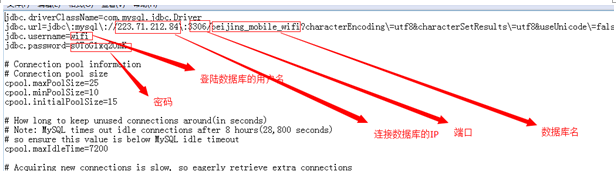 jdbc.driverClassName=com.mysql.jdbc.Driver
jdbc.url=jdbc\:mysql\://223.71.212.84\:3306/beijing_mobile_wifi?characterEncoding\=utf8&characterSetResults\=utf8&useUnicode\=fals
jdbc.username=wifi
jdbc.password=
登陆数据库的用户名
# Connection pool information
# Connection pool size
cpool.maxPoolSize=25
密码
cpool.minPoolSize=10
cpool.initialPoolSize=15
连接数据库的IP
端口
数据库名
# How long to keep unused connections around(in seconds)
# Note: MySQL times out idle connections after 8 hours(28,800 seconds)
# so ensure this value is below MySQL idle timeout
cpool.maxIdleTime=7200
# Acquiring new connections is slow, so eagerly retrieve extra connections